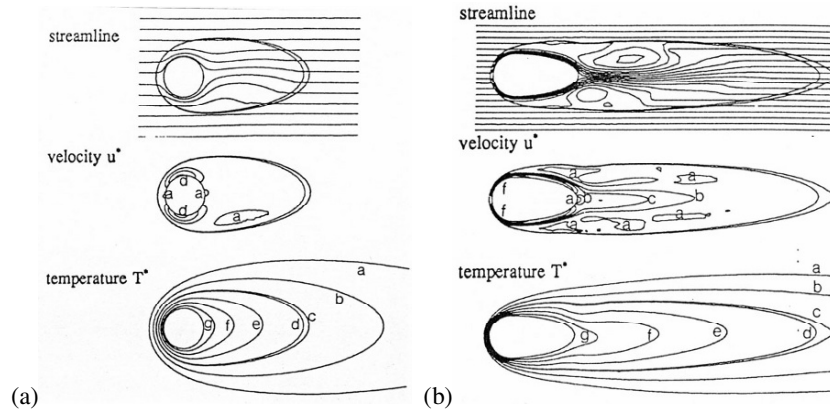 streamline
velocity u*
d
a a
d
a
temperature T*
a
b
g f e d c
(a)
streamline
velocity u*
a
a
f
a b c b
f
a
a
temperature T*
a
b
c
g f e d
(b)